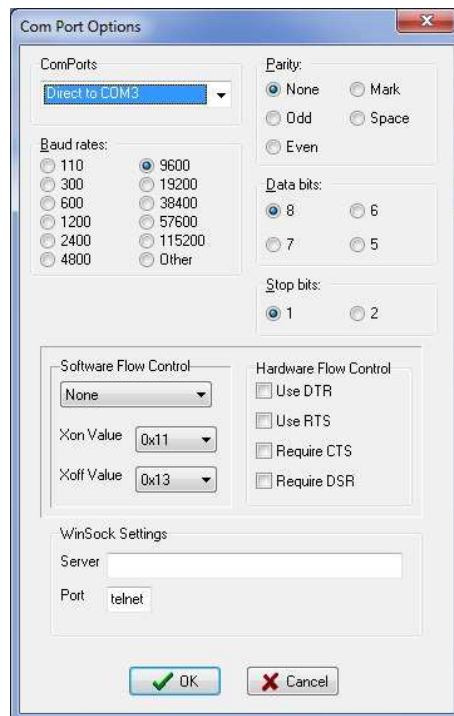 Com Port Options
ComPorts
Direct to COM3
Parity:
None
Mark
Odd
Space
Even
Baud rates:
110
9600
300
19200
600
38400
1200
57600
2400
115200
4800
Other
Data bits:
8
6
7
5
Stop bits:
1
2
Software Flow Control
None
Xon Value
0x11
Xoff Value
0x13
Hardware Flow Control
Use DTR
Use RTS
Require CTS
Require DSR
WinSock Settings
Server
Port
telnet
OK
Cancel